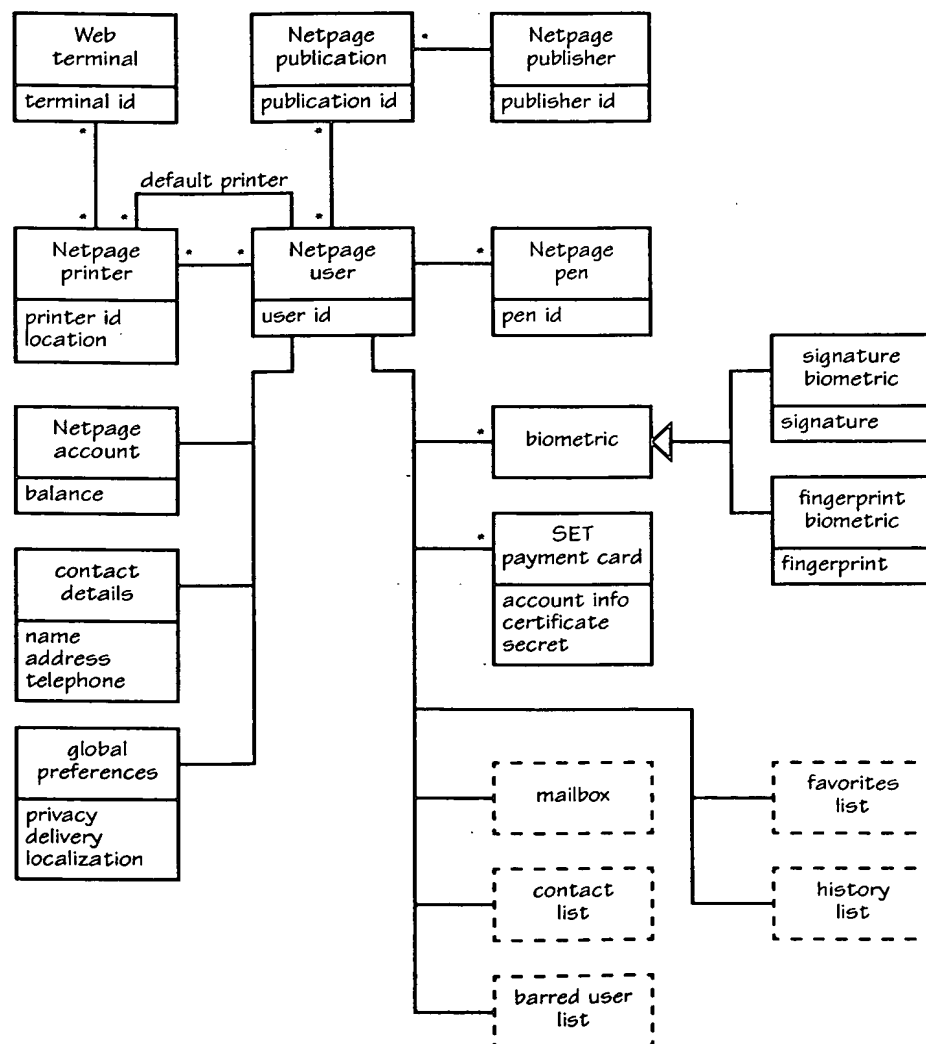 Web
terminal
terminal id
Netpage
publication
publication id
*
Netpage
publisher
publisher id
*
*
default printer
*
*
*
Netpage
printer
printer id
location
*
*
Netpage
user
user id
*
Netpage
pen
pen id
signature
biometric
signature
Netpage
account
balance
*
biometric
fingerprint
biometric
fingerprint
*
SET
payment card
account info
certificate
secret
contact
details
name
address
telephone
global
preferences
privacy
delivery
localization
mailbox
favorites
list
contact
list
history
list
barred user
list